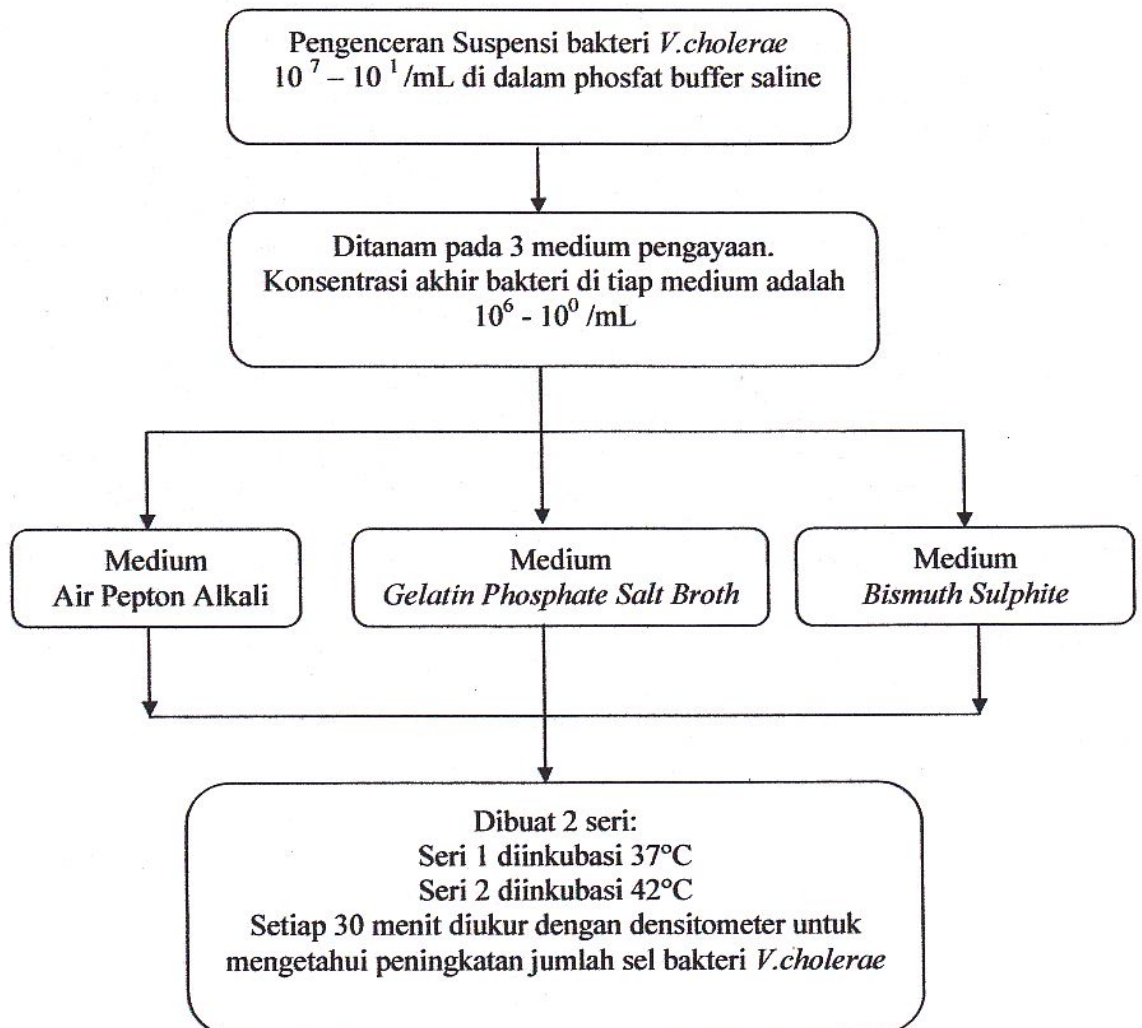 Pengenceran Suspensi bakteri V.cholerae
10⁷ – 10¹ /mL di dalam phosfat buffer saline
Ditanam pada 3 medium pengayaan.
Konsentrasi akhir bakteri di tiap medium adalah
10⁶ - 10⁰ /mL
Medium
Air Pepton Alkali
Medium
Gelatin Phosphate Salt Broth
Medium
Bismuth Sulphite
Dibuat 2 seri:
Seri 1 diinkubasi 37°C
Seri 2 diinkubasi 42°C
Setiap 30 menit diukur dengan densitometer untuk
mengetahui peningkatan jumlah sel bakteri V.cholerae